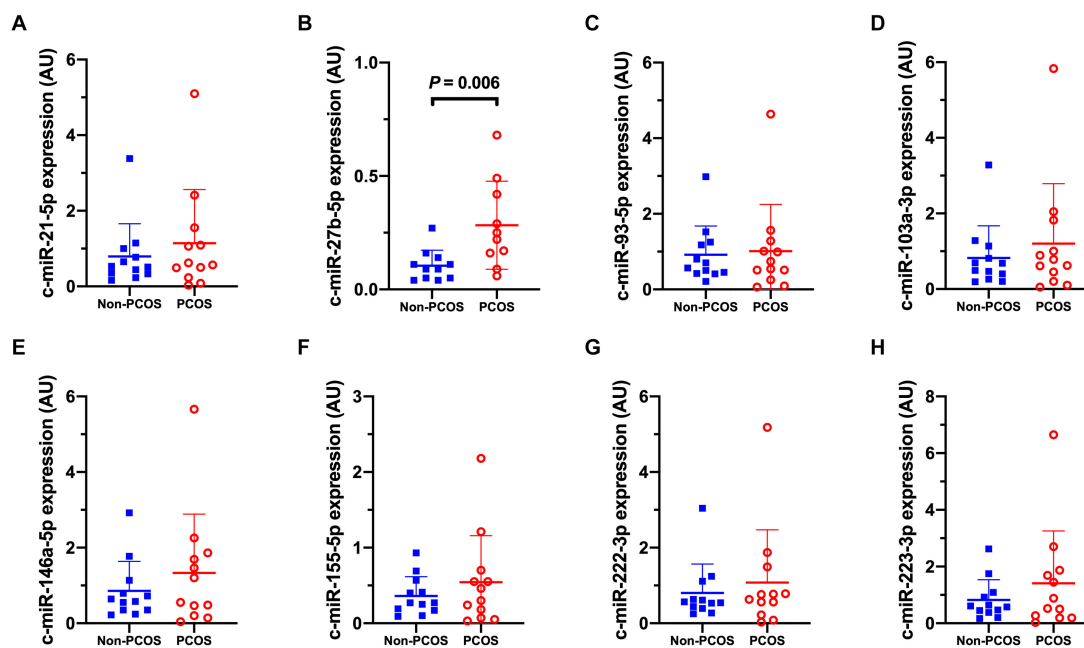 A
c-miR-21-5p expression (AU)
6
4
2
0
Non-PCOS PCOS
B
c-miR-27b-5p expression (AU)
1.0
0.5
0.0
P = 0.006
Non-PCOS PCOS
C
c-miR-93-5p expression (AU)
6
4
2
0
Non-PCOS PCOS
D
c-miR-103a-3p expression (AU)
6
4
2
0
Non-PCOS PCOS
E
c-miR-146a-5p expression (AU)
6
4
2
0
Non-PCOS PCOS
F
c-miR-155-5p expression (AU)
3
2
1
0
Non-PCOS PCOS
G
c-miR-222-3p expression (AU)
6
4
2
0
Non-PCOS PCOS
H
c-miR-223-3p expression (AU)
8
6
4
2
0
Non-PCOS PCOS